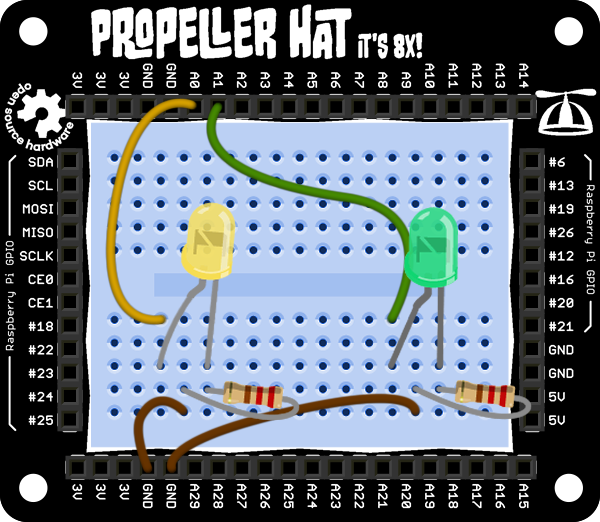 PROPELLER HAT iT'S 8X!
3V 3V 3V GND GND A0 A1 A2 A3 A4 A5 A6 A7 A8 A9 A10 A11 A12 A13 A14
open source hardware
Raspberry Pi GPIO
SDA
SCL
MOSI
MISO
SCLK
CE0
CE1
#18
#22
#23
#24
#25
#6
#13
#19
#26
#12
#16
#20
#21
GND
GND
5V
5V
Raspberry Pi GPIO
3V 3V 3V GND GND A29 A28 A27 A26 A25 A24 A23 A22 A21 A20 A19 A18 A17 A16 A15